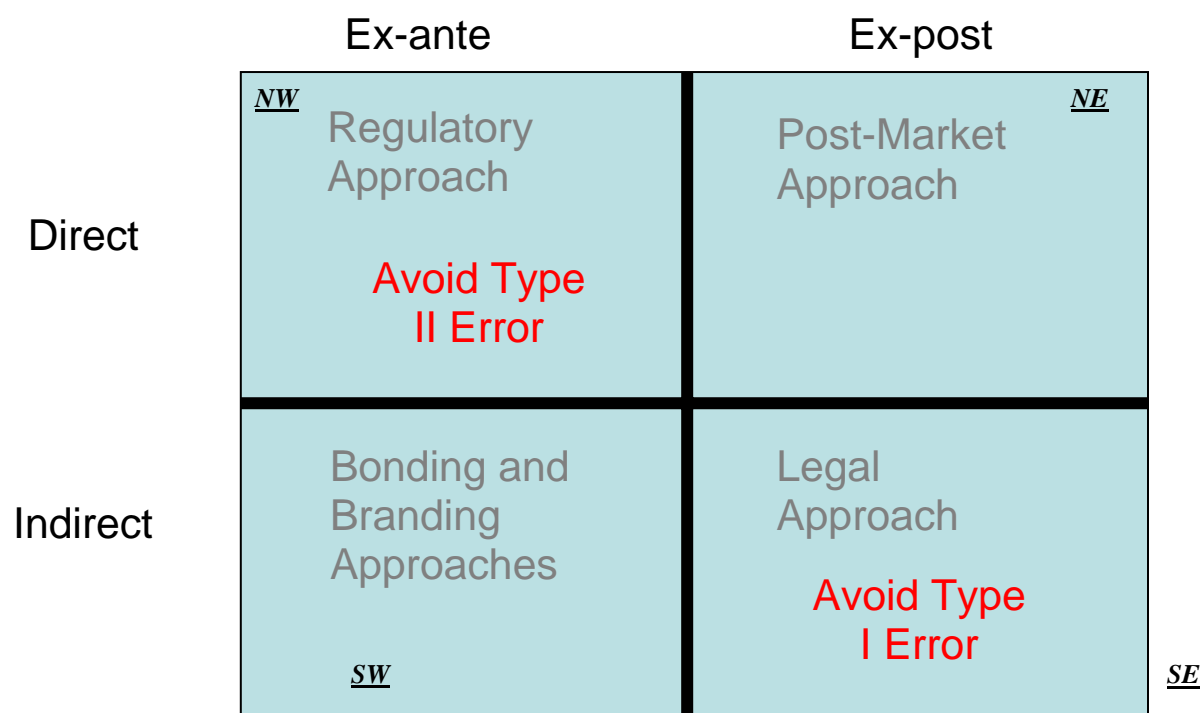 Ex-ante
Ex-post
NW
NE
Regulatory
Approach
Post-Market
Approach
Direct
Avoid Type
II Error
Bonding and
Branding
Approaches
Legal
Approach
Indirect
Avoid Type
I Error
SW
SE